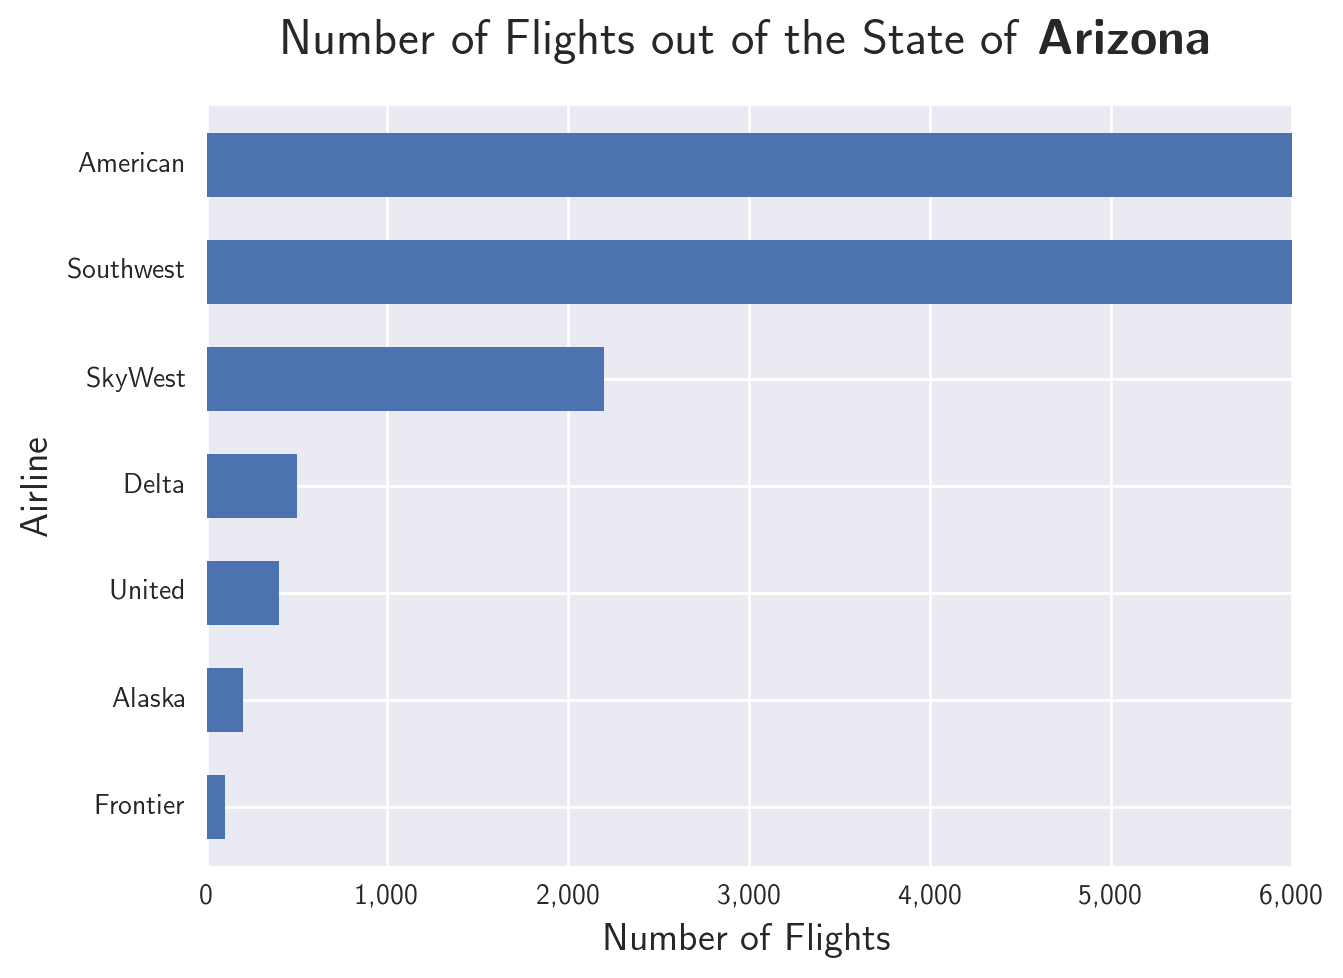 Number of Flights out of the State of Arizona
American
Southwest
SkyWest
Delta
United
Alaska
Frontier
Airline
0 1,000 2,000 3,000 4,000 5,000 6,000
Number of Flights